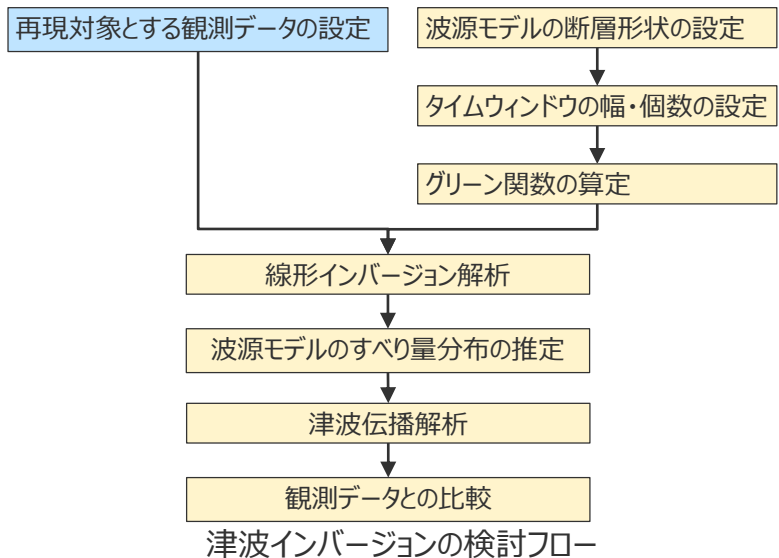 再現対象とする観測データの設定
波源モデルの断層形状の設定
タイムウィンドウの幅・個数の設定
グリーン関数の算定
線形インバージョン解析
波源モデルのすべり量分布の推定
津波伝播解析
観測データとの比較
津波インバージョンの検討フロー